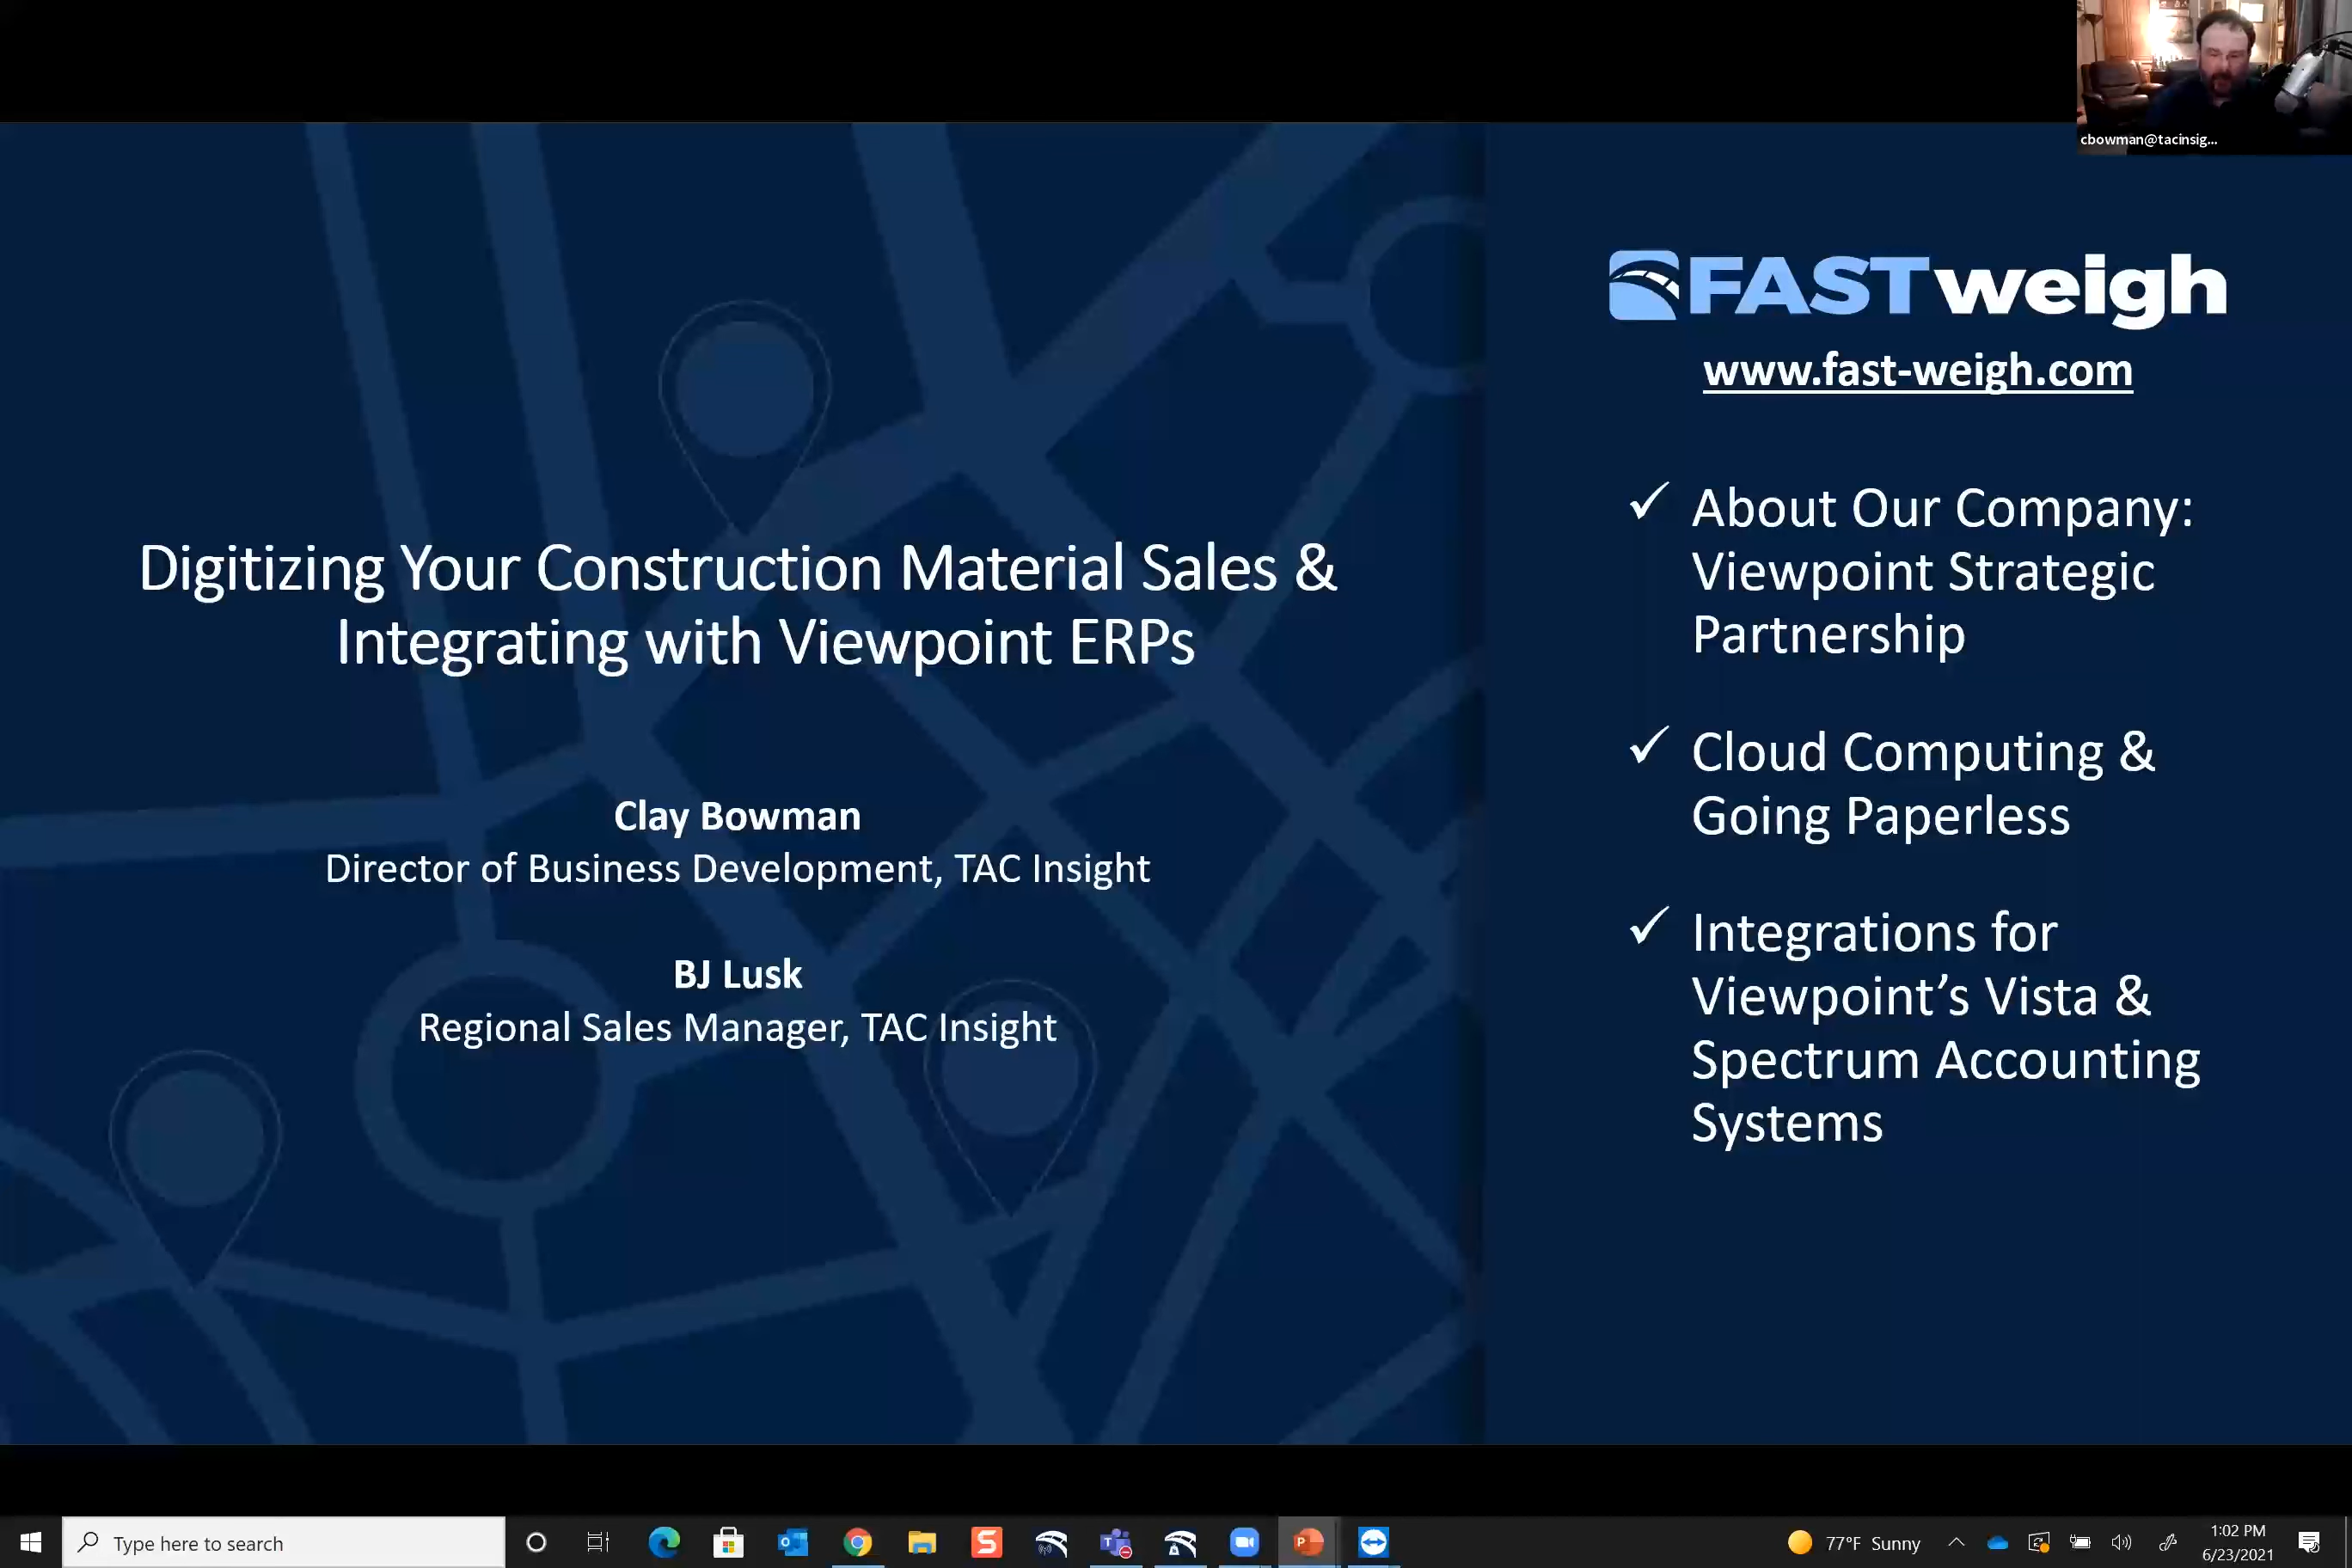 cbowman@tacinsig...
Digitizing Your Construction Material Sales &
Integrating with Viewpoint ERPs
Clay Bowman
Director of Business Development, TAC Insight
BJ Lusk
Regional Sales Manager, TAC Insight
FASTweigh
www.fast-weigh.com
✓ About Our Company:
Viewpoint Strategic
Partnership
✓ Cloud Computing &
Going Paperless
✓ Integrations for
Viewpoint’s Vista &
Spectrum Accounting
Systems
Type here to search
77°F Sunny
1:02 PM
6/23/2021